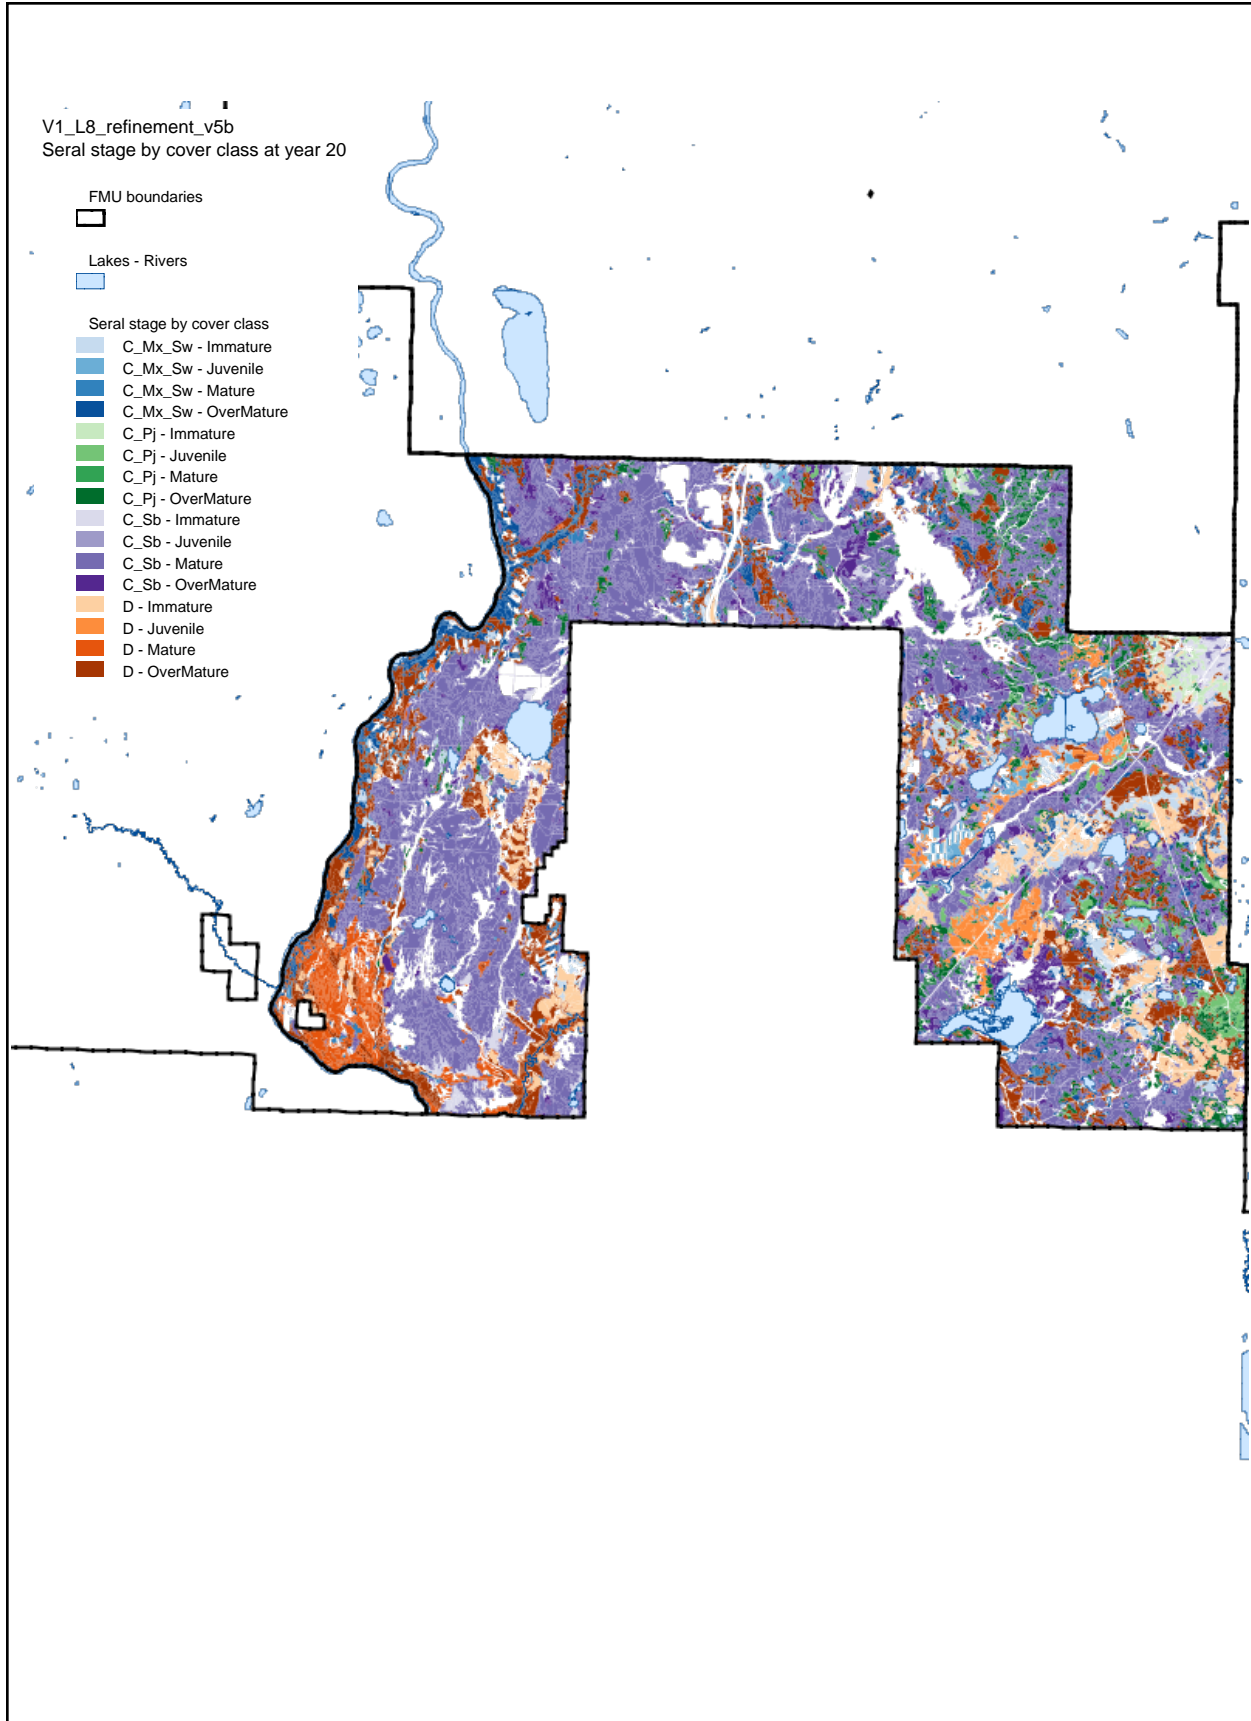 V1_L8_refinement_v5b
Seral stage by cover class at year 20
FMU boundaries
Lakes - Rivers
Seral stage by cover class
C_Mx_Sw - Immature
C_Mx_Sw - Juvenile
C_Mx_Sw - Mature
C_Mx_Sw - OverMature
C_Pj - Immature
C_Pj - Juvenile
C_Pj - Mature
C_Pj - OverMature
C_Sb - Immature
C_Sb - Juvenile
C_Sb - Mature
C_Sb - OverMature
D - Immature
D - Juvenile
D - Mature
D - OverMature